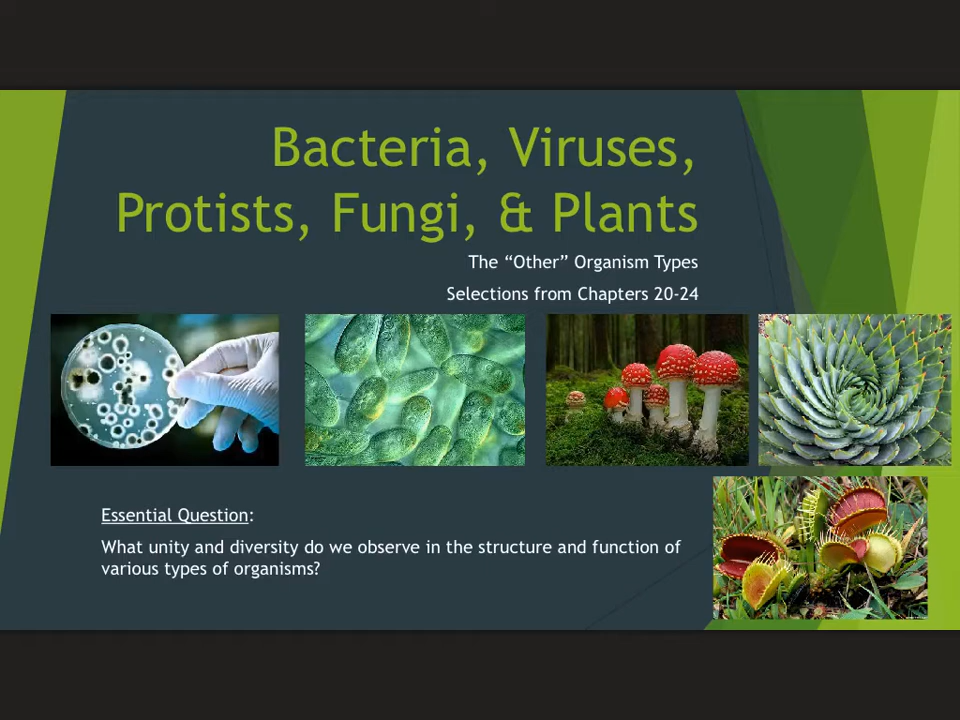 Bacteria, Viruses,
Protists, Fungi, & Plants
The “Other” Organism Types
Selections from Chapters 20-24
Essential Question:
What unity and diversity do we observe in the structure and function of
various types of organisms?